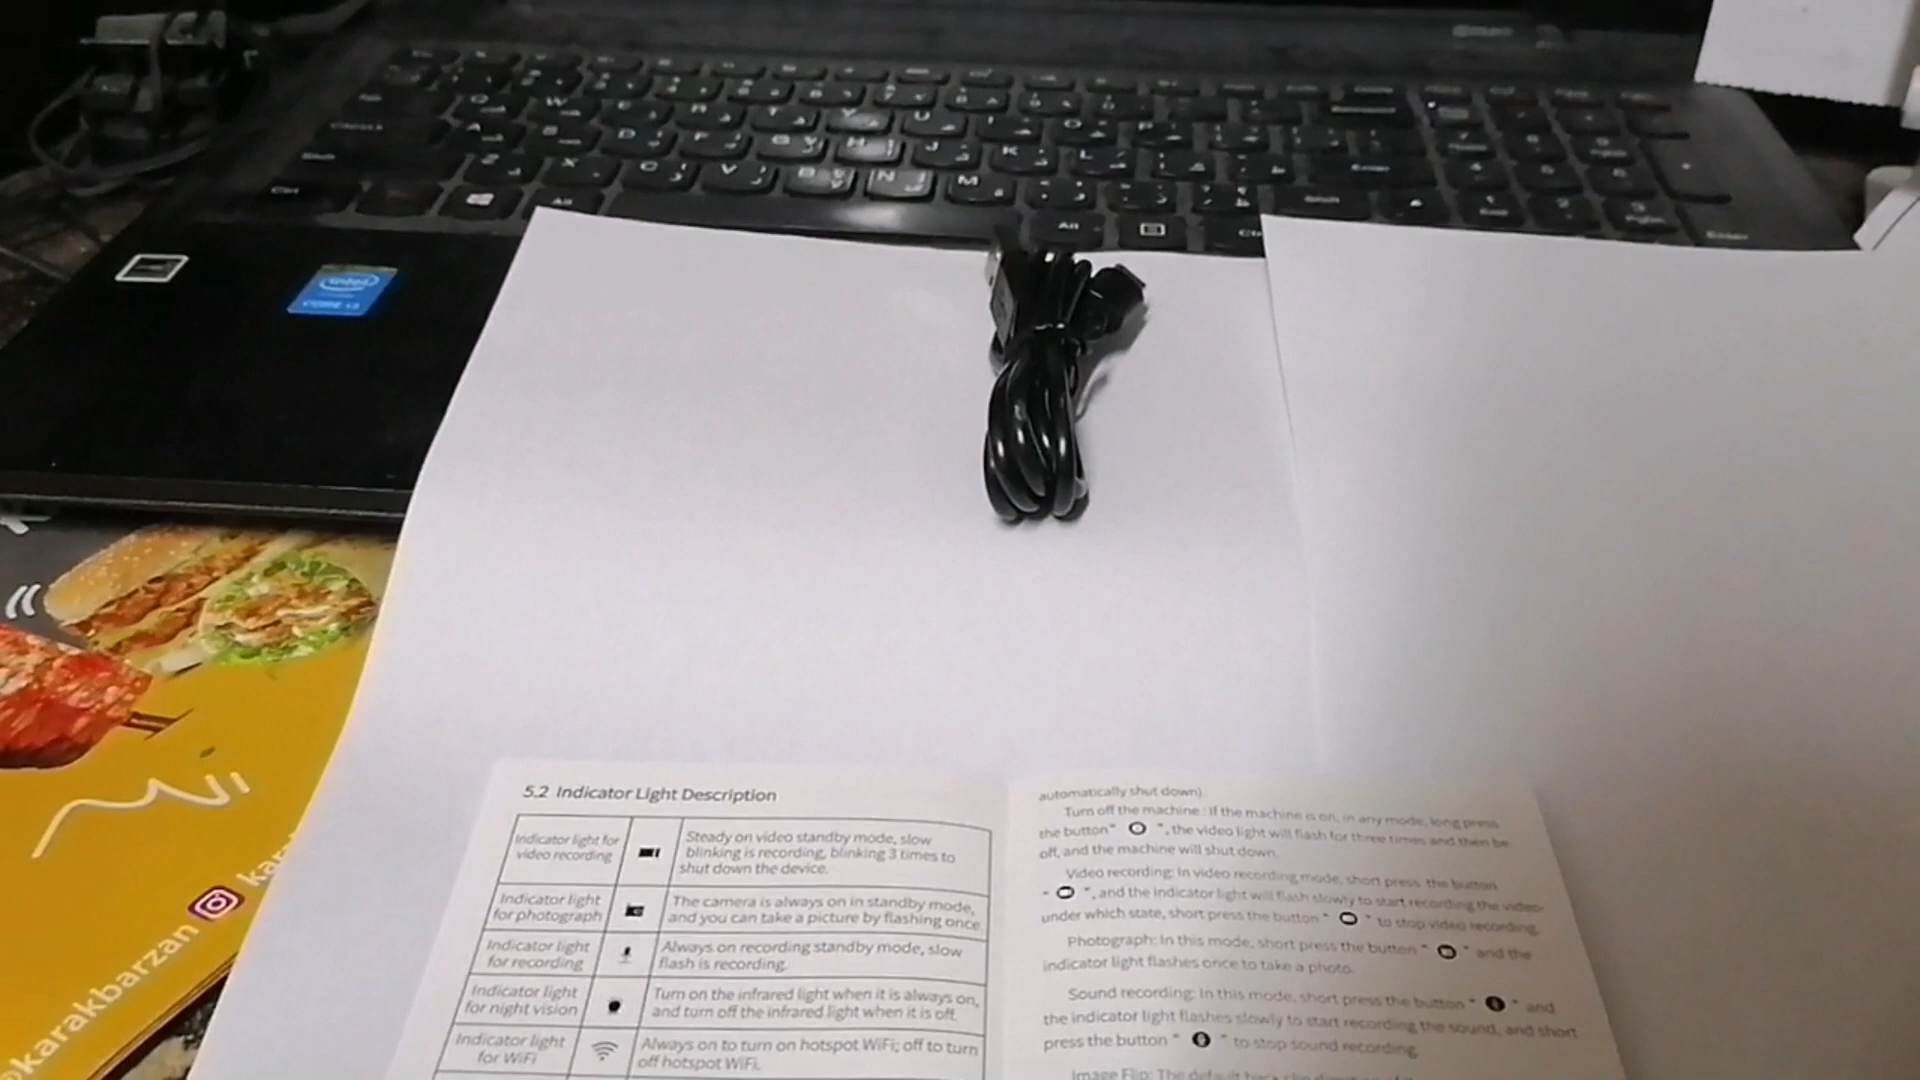 intel
CORE i3
5.2 Indicator Light Description
Indicator light for
video recording
Steady on video standby mode, slow
blinking is recording, blinking 3 times to
shut down the device.
Indicator light
for photograph
The camera is always on in standby mode,
and you can take a picture by flashing once.
Indicator light
for recording
Always on recording standby mode, slow
flash is recording.
Indicator light
for night vision
Turn on the infrared light when it is always on,
and turn off the infrared light when it is off.
Indicator light
for WiFi
Always on to turn on hotspot WiFi; off to turn
off hotspot WiFi.
automatically shut down).
Turn off the machine : If the machine is on, in any mode, long press
the button" ", the video light will flash for three times and then be
off, and the machine will shut down.
Video recording: In video recording mode, short press the button
" ", and the indicator light will flash slowly to start recording the video
under which state, short press the button " " to stop video recording.
Photograph: In this mode, short press the button " " and the
indicator light flashes once to take a photo.
Sound recording: In this mode, short press the button " " and
the indicator light flashes slowly to start recording the sound, and short
press the button " " to stop sound recording.
Image Flip: The default back clip direction of
@karakbarzan